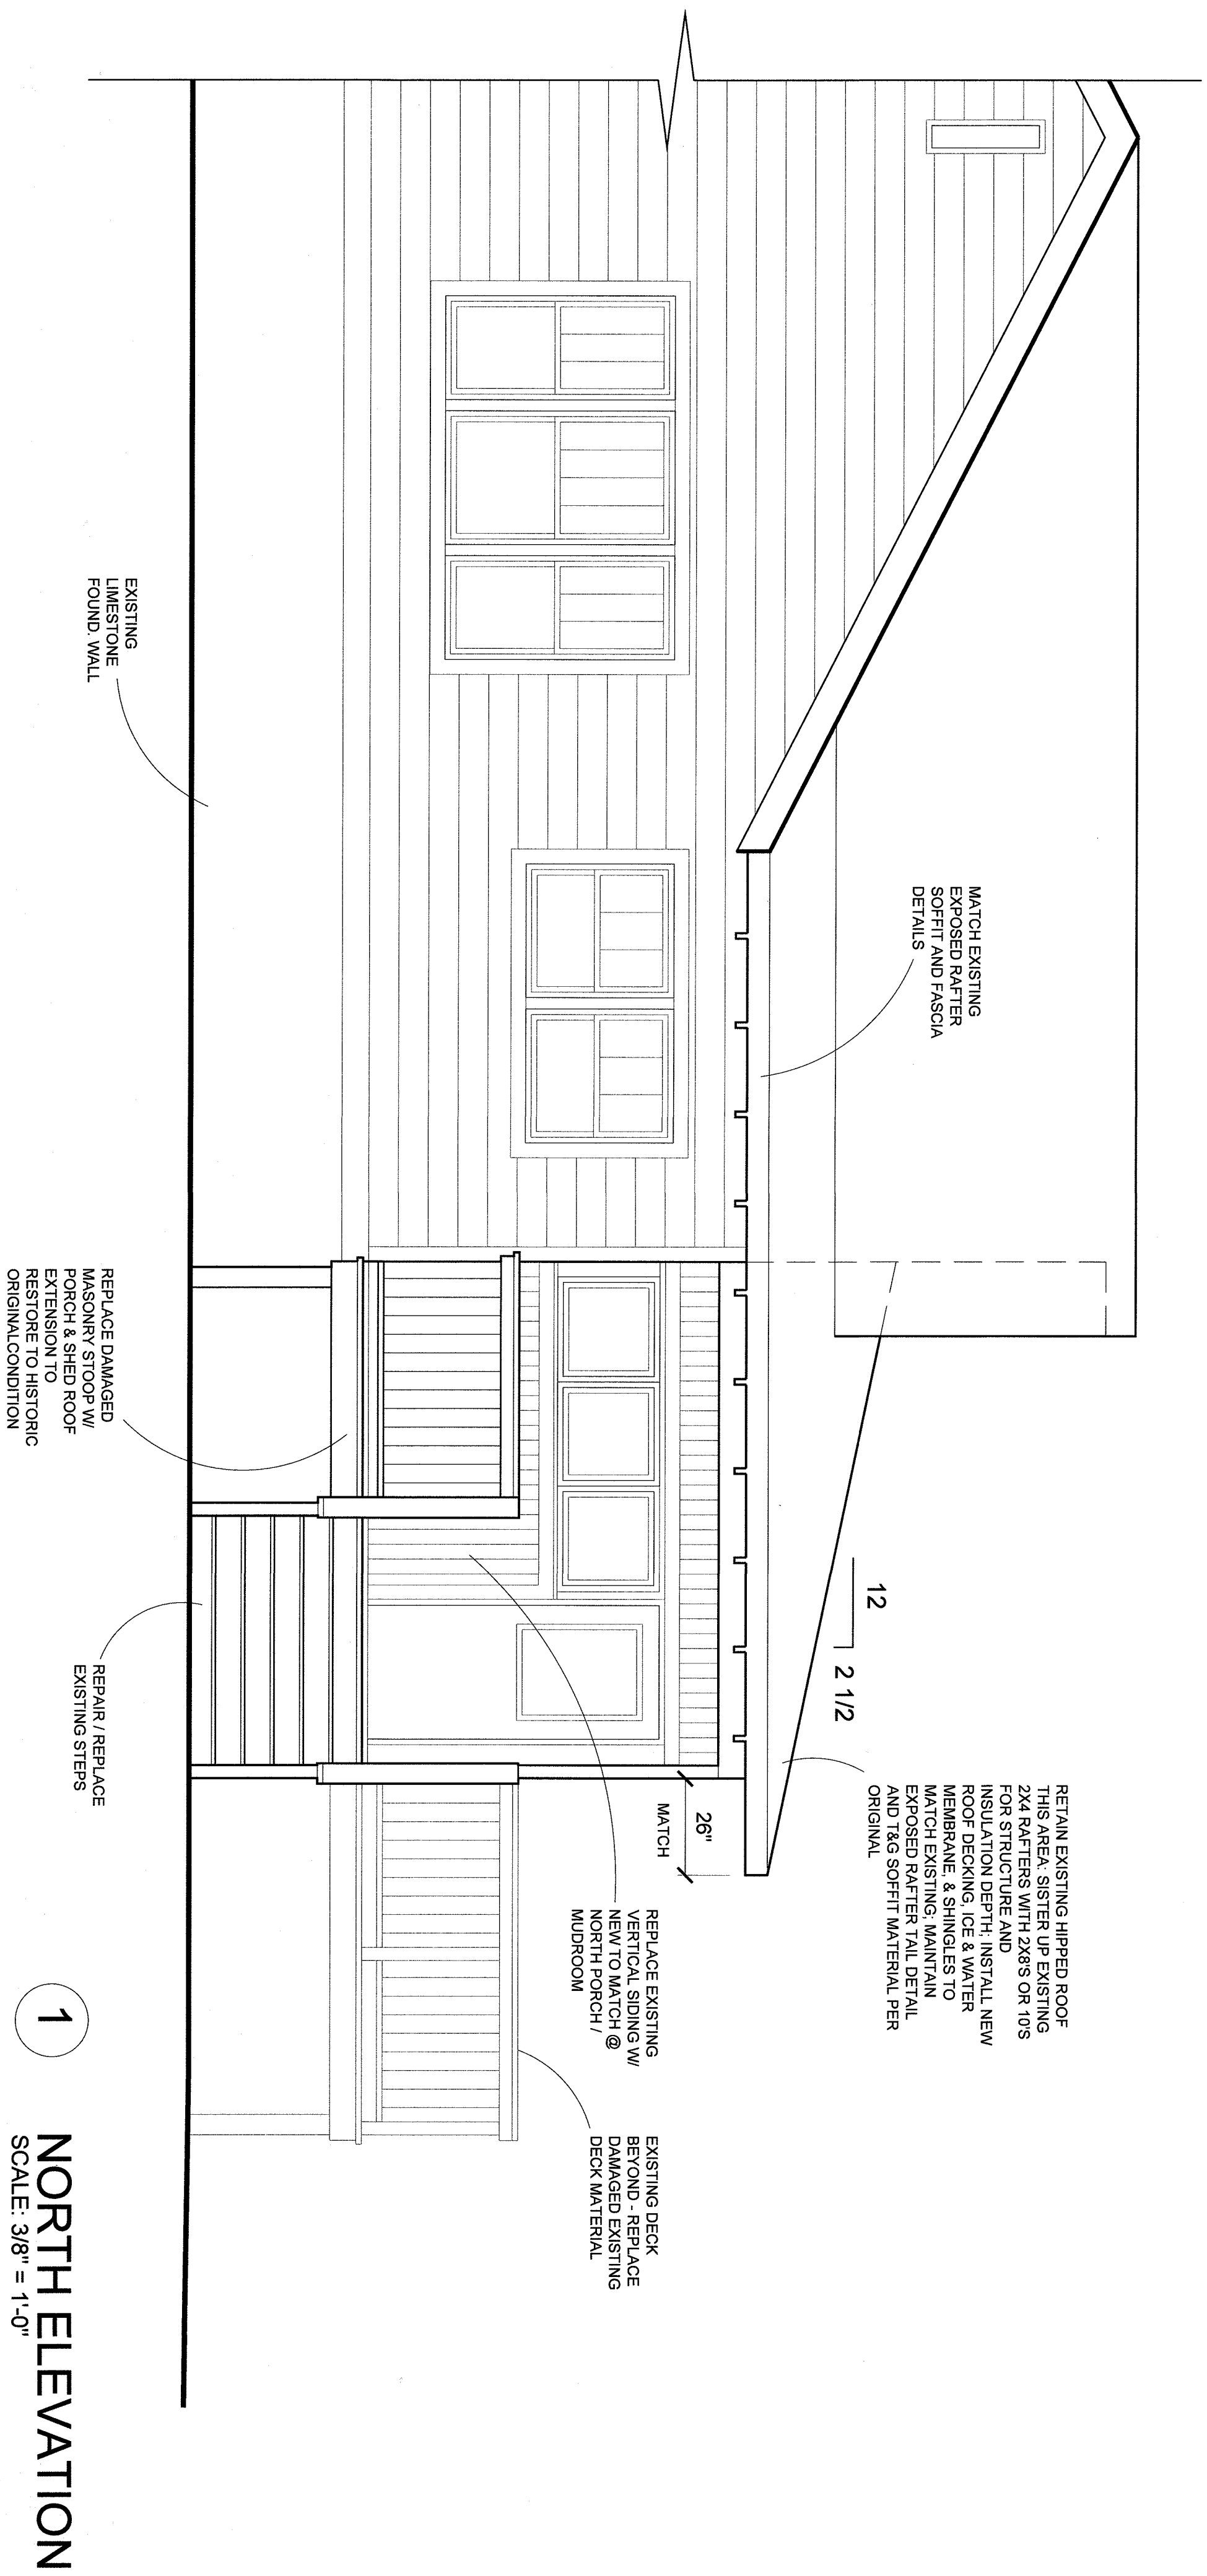 MATCH EXISTING
EXPOSED RAFTER
SOFFIT AND FASCIA
DETAILS
12
2 1/2
RETAIN EXISTING HIPPED ROOF
THIS AREA: SISTER UP EXISTING
2X4 RAFTERS WITH 2X8'S OR 10'S
FOR STRUCTURE AND
INSULATION DEPTH; INSTALL NEW
ROOF DECKING, ICE & WATER
MEMBRANE, & SHINGLES TO
MATCH EXISTING; MAINTAIN
EXPOSED RAFTER TAIL DETAIL
AND T&G SOFFIT MATERIAL PER
ORIGINAL
26"
MATCH
REPLACE EXISTING
VERTICAL SIDING W/
NEW TO MATCH @
NORTH PORCH /
MUDROOM
EXISTING DECK
BEYOND - REPLACE
DAMAGED EXISTING
DECK MATERIAL
EXISTING
LIMESTONE
FOUND. WALL
REPLACE DAMAGED
MASONRY STOOP W/
PORCH & SHED ROOF
EXTENSION TO
RESTORE TO HISTORIC
ORIGINALCONDITION
REPAIR / REPLACE
EXISTING STEPS
1
NORTH ELEVATION
SCALE: 3/8" = 1'-0"